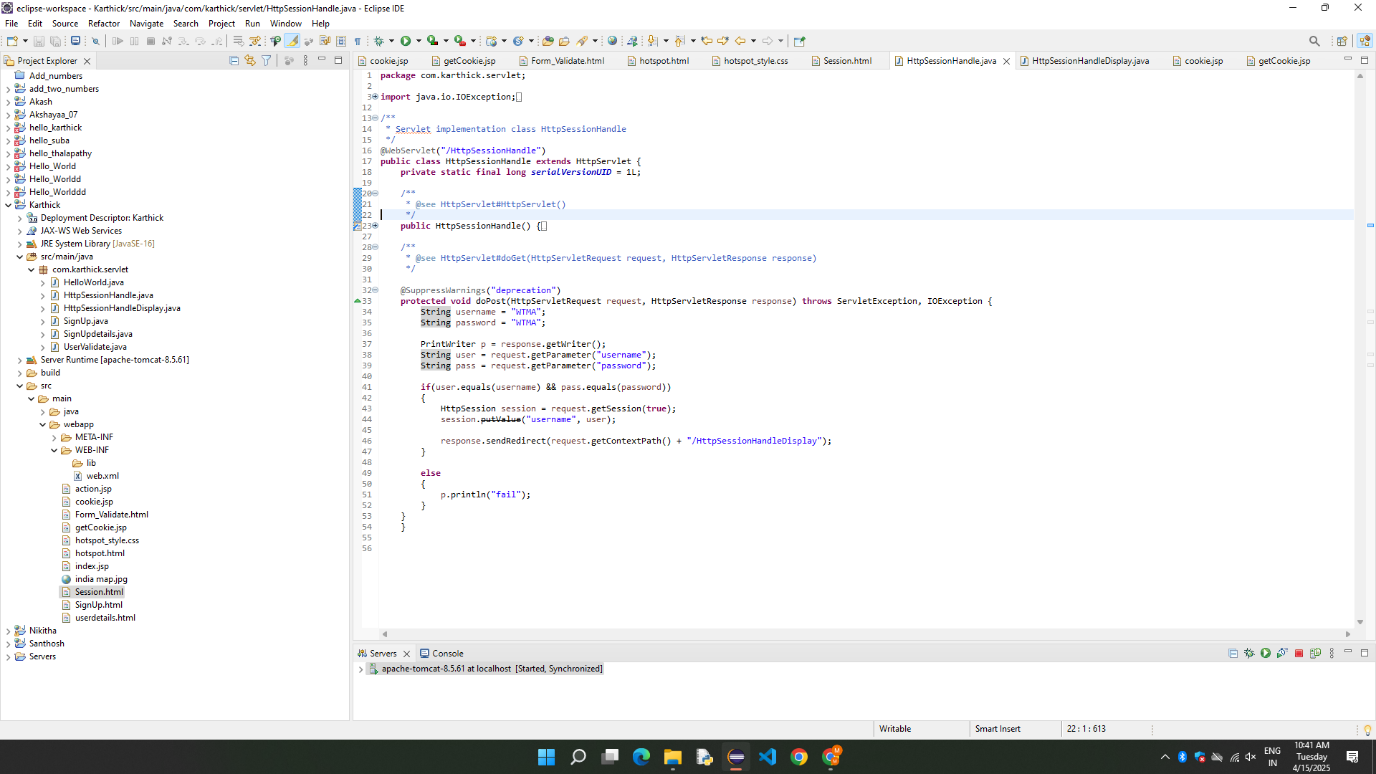 eclipse-workspace - Karthick/src/main/java/com/karthick/servlet/HttpSessionHandle.java - Eclipse IDE
File Edit Source Refactor Navigate Search Project Run Window Help
Project Explorer
Add_numbers
add_two_numbers
Akash
Akshayaa_07
hello_karthick
hello_suba
hello_thalapathy
Hello_World
Hello_Worldd
Hello_Worlddd
Karthick
Deployment Descriptor: Karthick
JAX-WS Web Services
JRE System Library [JavaSE-16]
src/main/java
com.karthick.servlet
HelloWorld.java
HttpSessionHandle.java
HttpSessionHandleDisplay.java
SignUp.java
SignUpdetails.java
UserValidate.java
Server Runtime [apache-tomcat-8.5.61]
build
src
main
java
webapp
META-INF
WEB-INF
lib
web.xml
action.jsp
cookie.jsp
Form_Validate.html
getCookie.jsp
hotspot_style.css
hotspot.html
index.jsp
india map.jpg
Session.html
SignUp.html
userdetails.html
Nikitha
Santhosh
Servers
cookie.jsp getCookie.jsp Form_Validate.html hotspot.html hotspot_style.css Session.html HttpSessionHandle.java HttpSessionHandleDisplay.java cookie.jsp getCookie.jsp
1 package com.karthick.servlet;
2
3 import java.io.IOException;
12
13 /**
14 * Servlet implementation class HttpSessionHandle
15 */
16 @WebServlet("/HttpSessionHandle")
17 public class HttpSessionHandle extends HttpServlet {
18 private static final long serialVersionUID = 1L;
19
20 /**
21 * @see HttpServlet#HttpServlet()
22 */
23 public HttpSessionHandle() {
27
28 /**
29 * @see HttpServlet#doGet(HttpServletRequest request, HttpServletResponse response)
30 */
31
32 @SuppressWarnings("deprecation")
33 protected void doPost(HttpServletRequest request, HttpServletResponse response) throws ServletException, IOException {
34 String username = "WTMA";
35 String password = "WTMA";
36
37 PrintWriter p = response.getWriter();
38 String user = request.getParameter("username");
39 String pass = request.getParameter("password");
40
41 if(user.equals(username) && pass.equals(password))
42 {
43 HttpSession session = request.getSession(true);
44 session.putValue("username", user);
45
46 response.sendRedirect(request.getContextPath() + "/HttpSessionHandleDisplay");
47 }
48
49 else
50 {
51 p.println("fail");
52 }
53 }
54 }
55
56
Servers Console
apache-tomcat-8.5.61 at localhost [Started, Synchronized]
Writable Smart Insert 22 : 1 : 613
ENG
IN
10:41 AM
Tuesday
4/15/2025